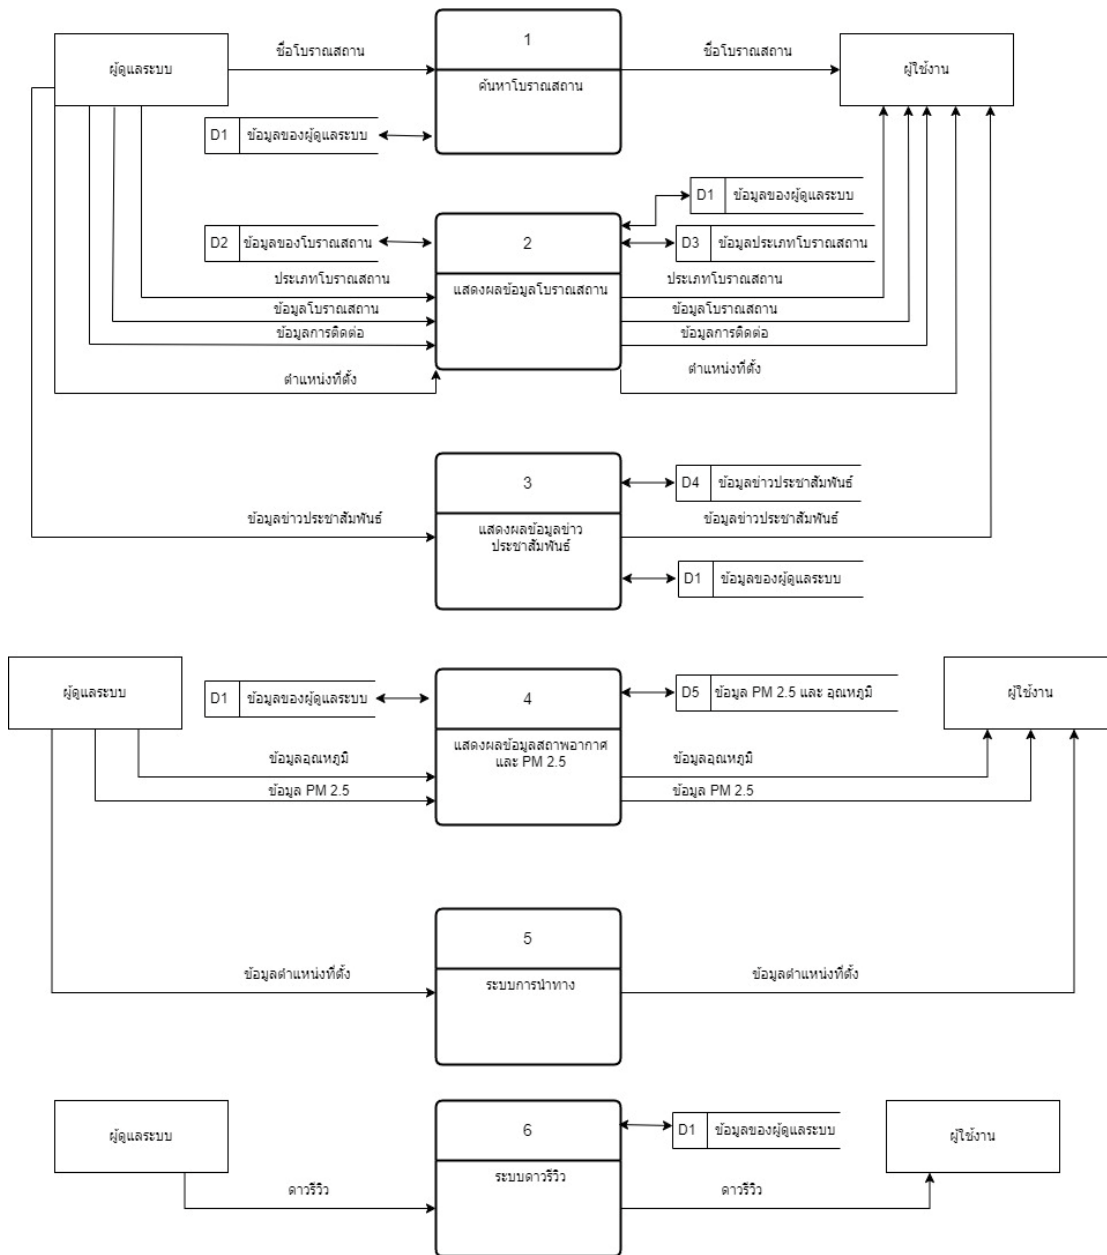 1
ผู้ดูแลระบบ
ชื่อโบราณสถาน
ชื่อโบราณสถาน
ผู้ใช้งาน
ค้นหาโบราณสถาน
D1 ข้อมูลของผู้ดูแลระบบ
D1 ข้อมูลของผู้ดูแลระบบ
D2 ข้อมูลของโบราณสถาน
2
D3 ข้อมูลประเภทโบราณสถาน
ประเภทโบราณสถาน
แสดงผลข้อมูลโบราณสถาน
ประเภทโบราณสถาน
ข้อมูลโบราณสถาน
ข้อมูลโบราณสถาน
ข้อมูลการติดต่อ
ข้อมูลการติดต่อ
ตำแหน่งที่ตั้ง
ตำแหน่งที่ตั้ง
3
D4 ข้อมูลข่าวประชาสัมพันธ์
ข้อมูลข่าวประชาสัมพันธ์
แสดงผลข้อมูลข่าว
ประชาสัมพันธ์
ข้อมูลข่าวประชาสัมพันธ์
D1 ข้อมูลของผู้ดูแลระบบ
ผู้ดูแลระบบ
D1 ข้อมูลของผู้ดูแลระบบ
4
D5 ข้อมูล PM 2.5 และ อุณหภูมิ
ผู้ใช้งาน
ข้อมูลอุณหภูมิ
แสดงผลข้อมูลสภาพอากาศ
และ PM 2.5
ข้อมูลอุณหภูมิ
ข้อมูล PM 2.5
ข้อมูล PM 2.5
5
ข้อมูลตำแหน่งที่ตั้ง
ระบบการนำทาง
ข้อมูลตำแหน่งที่ตั้ง
ผู้ดูแลระบบ
6
D1 ข้อมูลของผู้ดูแลระบบ
ผู้ใช้งาน
ดาวรีวิว
ระบบดาวรีวิว
ดาวรีวิว